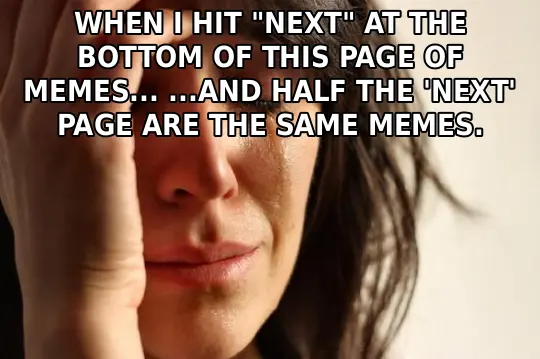 WHEN I HIT "NEXT" AT THE
BOTTOM OF THIS PAGE OF
MEMES... ...AND HALF THE 'NEXT'
PAGE ARE THE SAME MEMES.